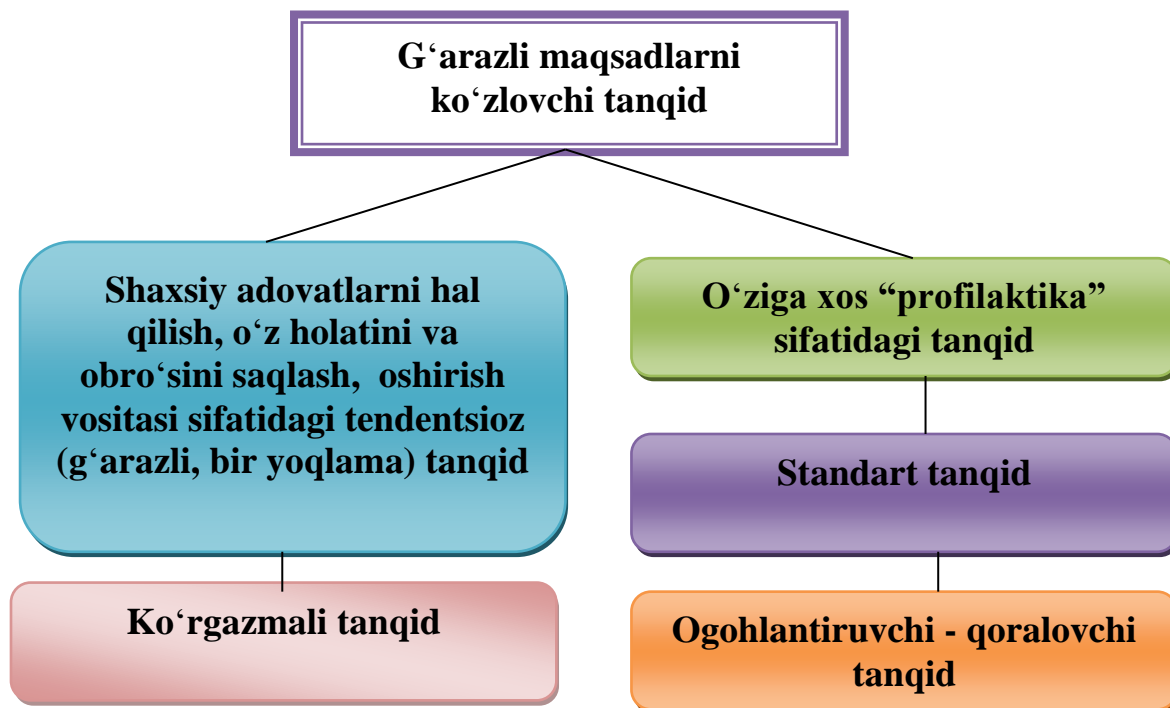 G‘arazli maqsadlarni
ko‘zlovchi tanqid
Shaxsiy adovatlarni hal
qilish, o‘z holatini va
obro‘sini saqlash, oshirish
vositasi sifatidagi tendentsioz
(g‘arazli, bir yoqlama) tanqid
Ko‘rgazmali tanqid
O‘ziga xos “profilaktika”
sifatidagi tanqid
Standart tanqid
Ogohlantiruvchi - qoralovchi
tanqid